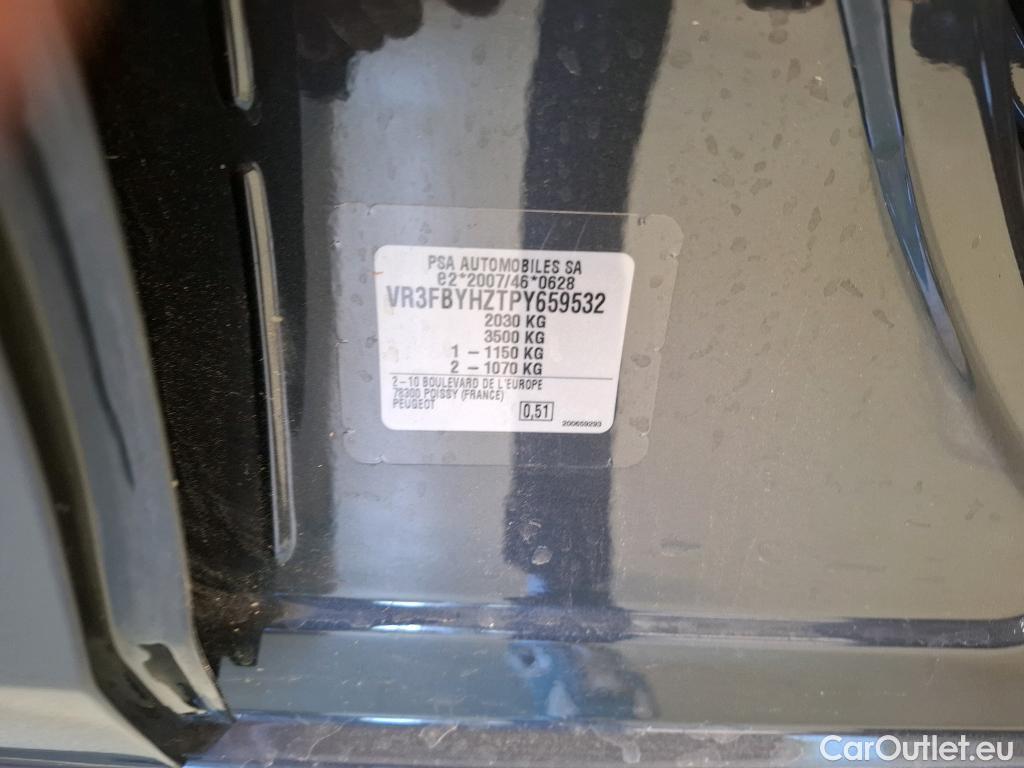 PSA AUTOMOBILES SA
e2*2007/46*0628
VR3FBYHZTPY659532
2030 KG
3500 KG
1 – 1150 KG
2 – 1070 KG
2–10 BOULEVARD DE L'EUROPE
78300 POISSY (FRANCE)
PEUGEOT
0,51
200659293
CarOutlet.eu